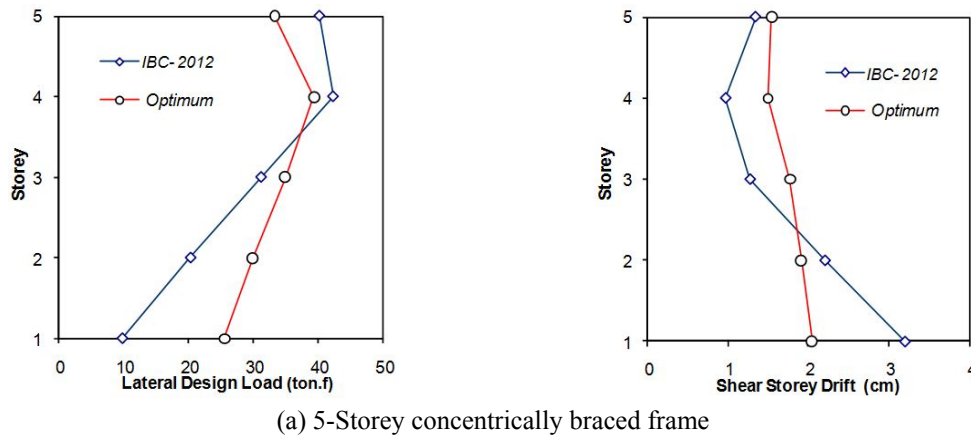 5
4
3
2
1
Storey
IBC- 2012
Optimum
0 10 20 30 40 50
Lateral Design Load (ton.f)
5
4
3
2
1
Storey
IBC- 2012
Optimum
0 1 2 3 4
Shear Storey Drift (cm)
(a) 5-Storey concentrically braced frame